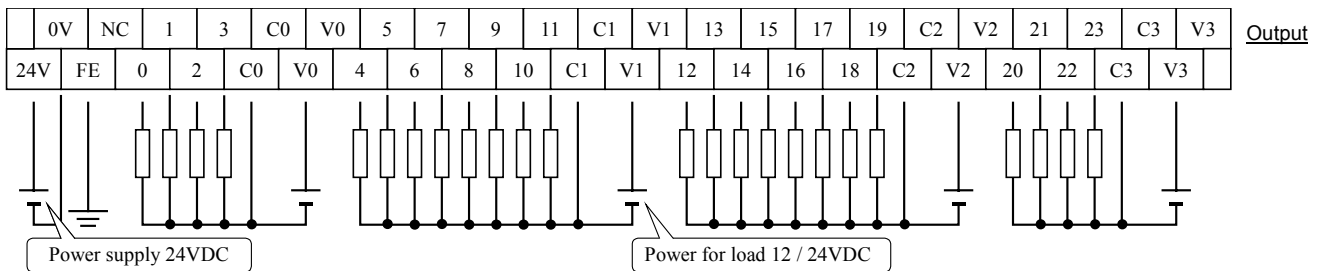 0V NC 1 3 C0 V0 5 7 9 11 C1 V1 13 15 17 19 C2 V2 21 23 C3 V3 Output
24V FE 0 2 C0 V0 4 6 8 10 C1 V1 12 14 16 18 C2 V2 20 22 C3 V3
Power supply 24VDC Power for load 12 / 24VDC